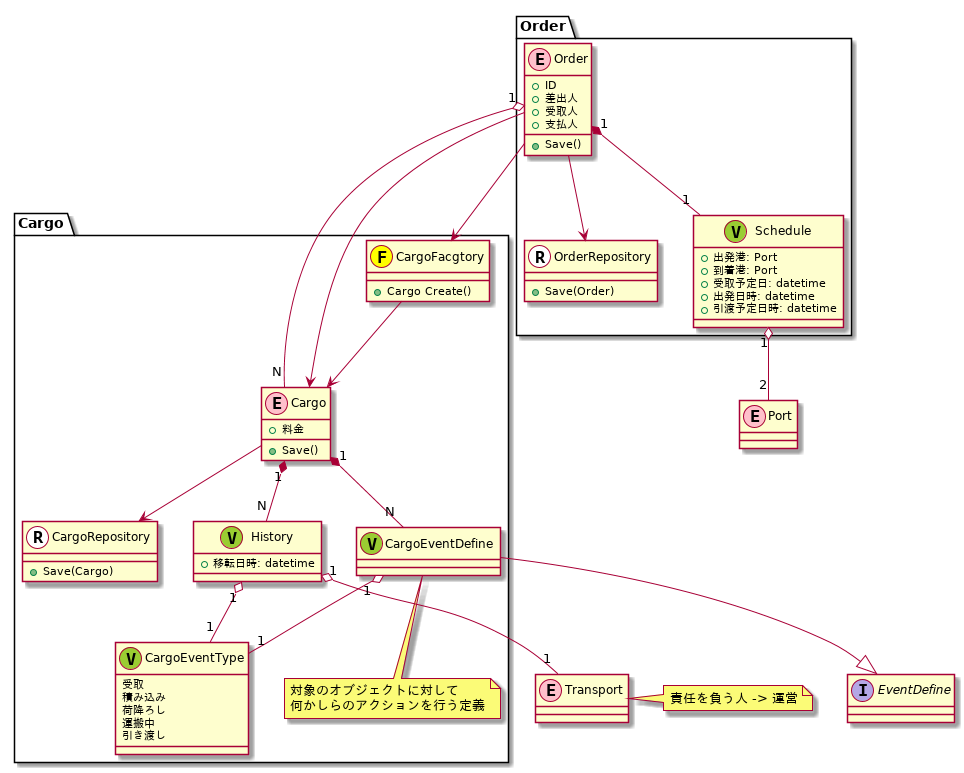 Order
E Order
ID
差出人
受取人
支払人
Save()
1
1
1
1
Cargo
F CargoFacgtory
Cargo Create()
R OrderRepository
Save(Order)
V Schedule
出発港: Port
到着港: Port
受取予定日: datetime
出発日時: datetime
引渡予定日時: datetime
1
2
N
E Cargo
料金
Save()
E Port
1
1
N
N
R CargoRepository
Save(Cargo)
V History
移転日時: datetime
V CargoEventDefine
1
1
1
1
1
1
V CargoEventType
受取
積み込み
荷降ろし
運搬中
引き渡し
対象のオブジェクトに対して
何かしらのアクションを行う定義
E Transport
責任を負う人 -> 運営
I EventDefine